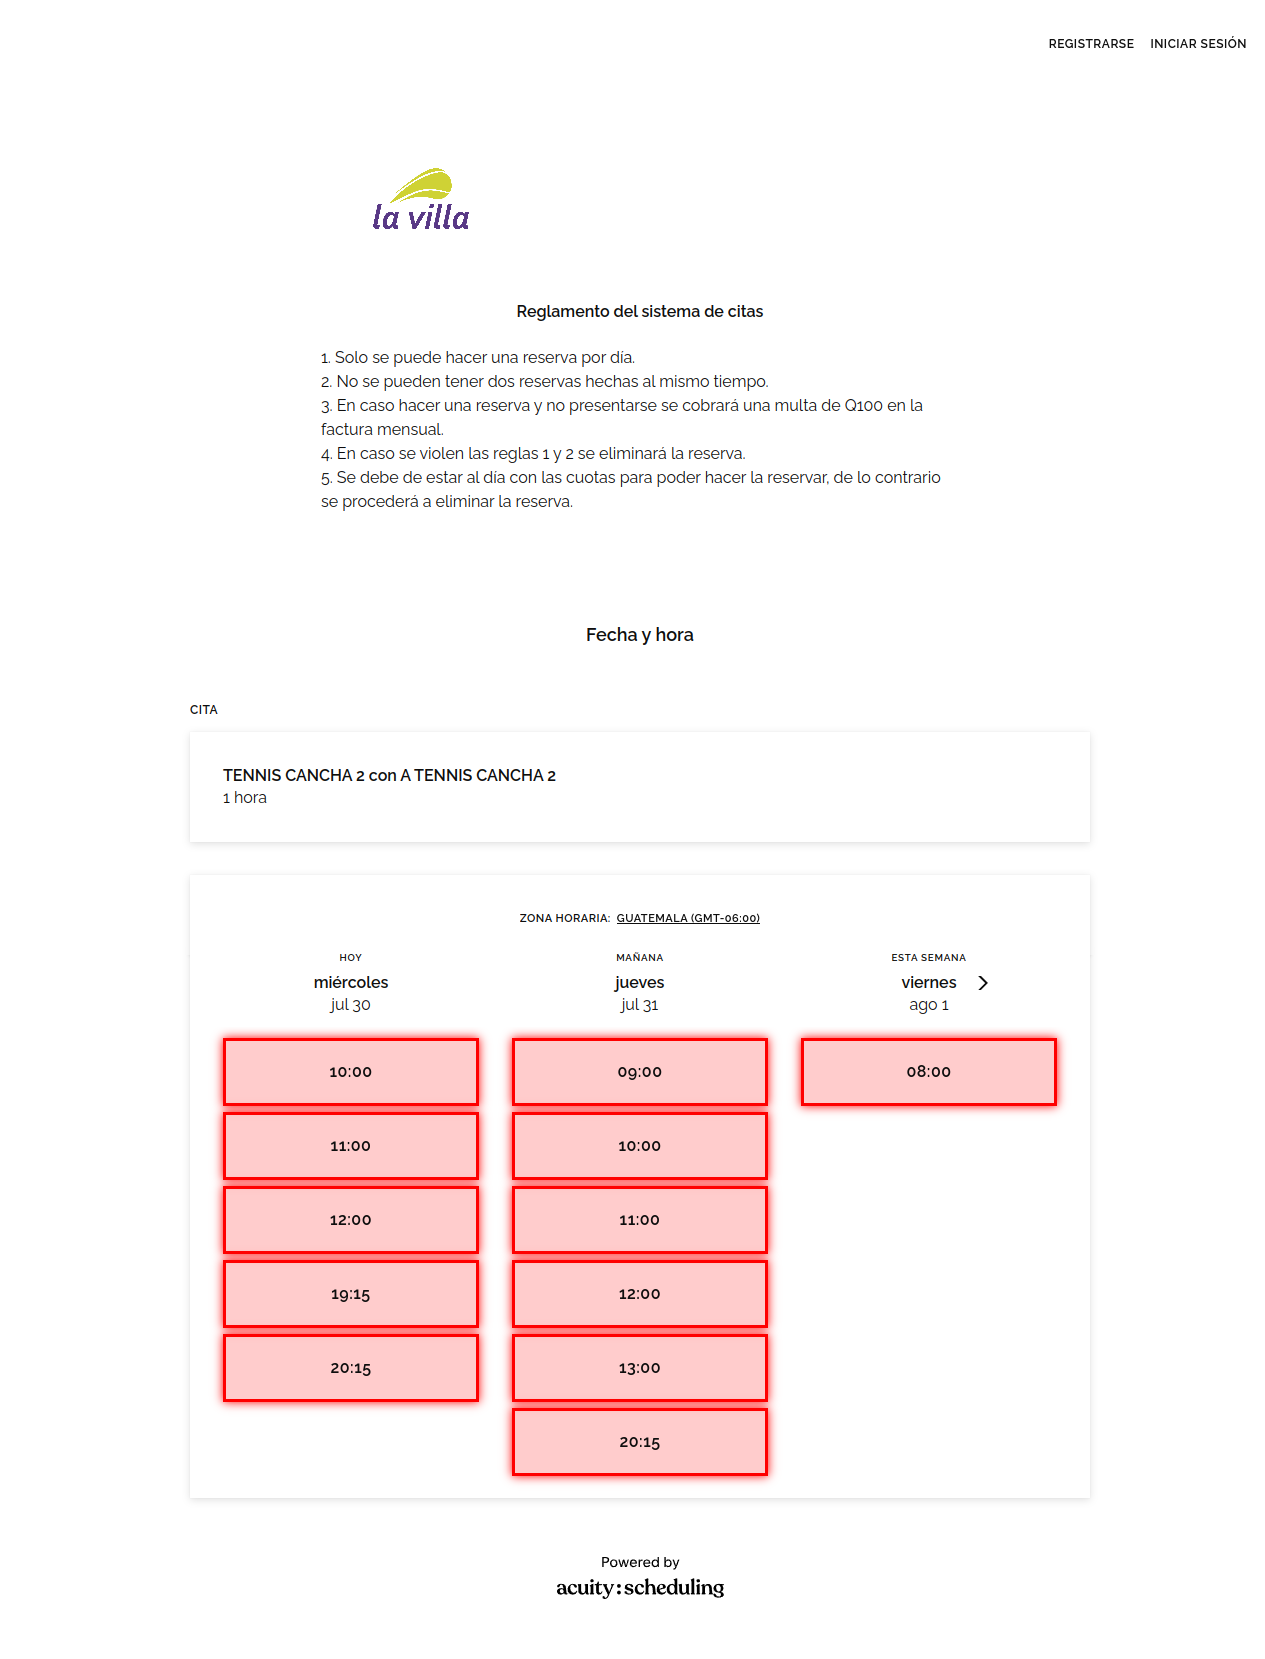 REGISTRARSE INICIAR SESIÓN
la villa
Reglamento del sistema de citas
1. Solo se puede hacer una reserva por día.
2. No se pueden tener dos reservas hechas al mismo tiempo.
3. En caso hacer una reserva y no presentarse se cobrará una multa de Q100 en la
factura mensual.
4. En caso se violen las reglas 1 y 2 se eliminará la reserva.
5. Se debe de estar al día con las cuotas para poder hacer la reservar, de lo contrario
se procederá a eliminar la reserva.
Fecha y hora
CITA
TENNIS CANCHA 2 con A TENNIS CANCHA 2
1 hora
ZONA HORARIA: GUATEMALA (GMT-06:00)
HOY
miércoles
jul 30
10:00
11:00
12:00
19:15
20:15
MAÑANA
jueves
jul 31
09:00
10:00
11:00
12:00
13:00
20:15
ESTA SEMANA
viernes
ago 1
08:00
Powered by
acuity:scheduling